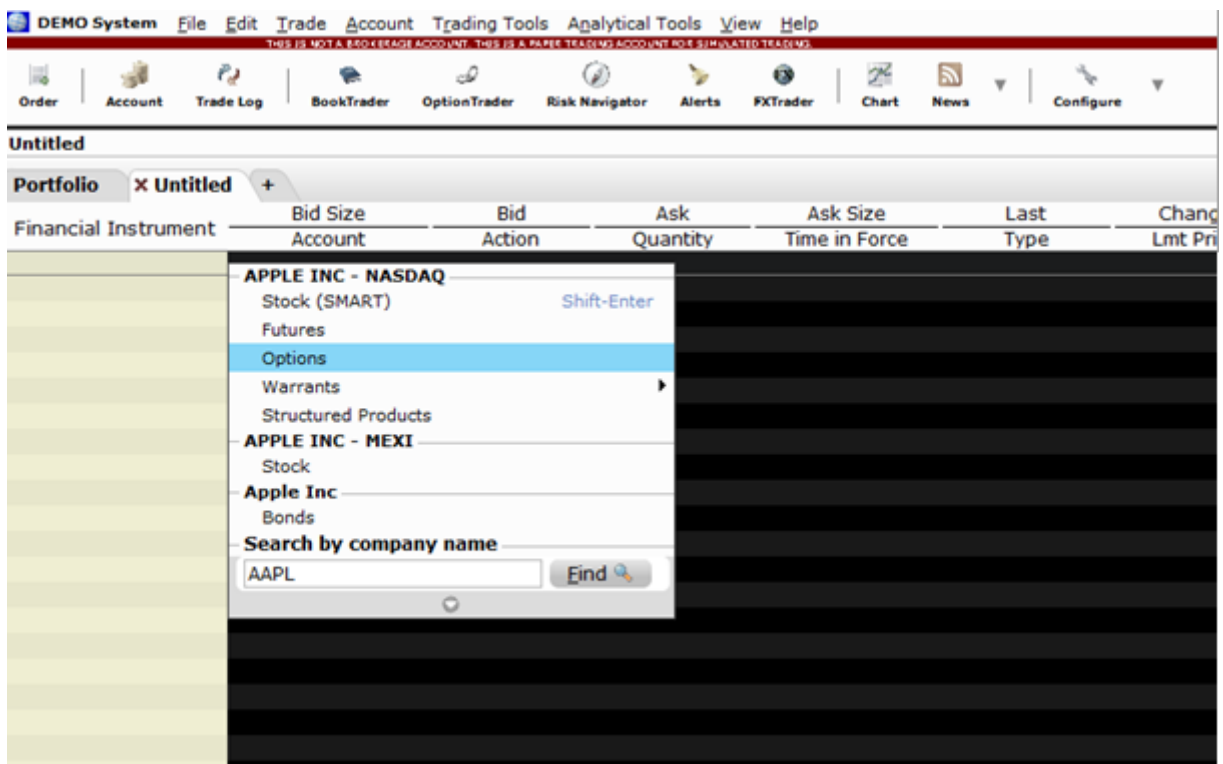 DEMO System File Edit Trade Account Trading Tools Analytical Tools View Help
THIS IS NOT A BROKERAGE ACCOUNT. THIS IS A PAPER TRADING ACCOUNT FOR SIMULATED TRADING.
Order Account Trade Log BookTrader OptionTrader Risk Navigator Alerts FXTrader Chart News Configure
Untitled
Portfolio X Untitled +
Financial Instrument
Bid Size Bid Ask Ask Size Last Chang
Account Action Quantity Time in Force Type Lmt Pri
APPLE INC - NASDAQ
Stock (SMART) Shift-Enter
Futures
Options
Warrants
Structured Products
APPLE INC - MEXI
Stock
Apple Inc
Bonds
Search by company name
AAPL Find